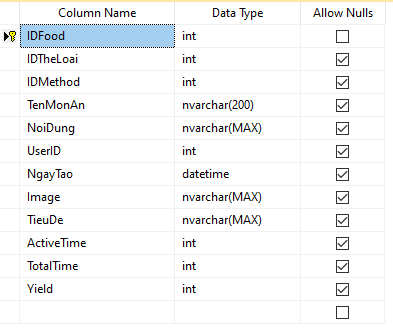 Column Name Data Type Allow Nulls
IDFood int
IDTheLoai int
IDMethod int
TenMonAn nvarchar(200)
NoiDung nvarchar(MAX)
UserID int
NgayTao datetime
Image nvarchar(MAX)
TieuDe nvarchar(MAX)
ActiveTime int
TotalTime int
Yield int